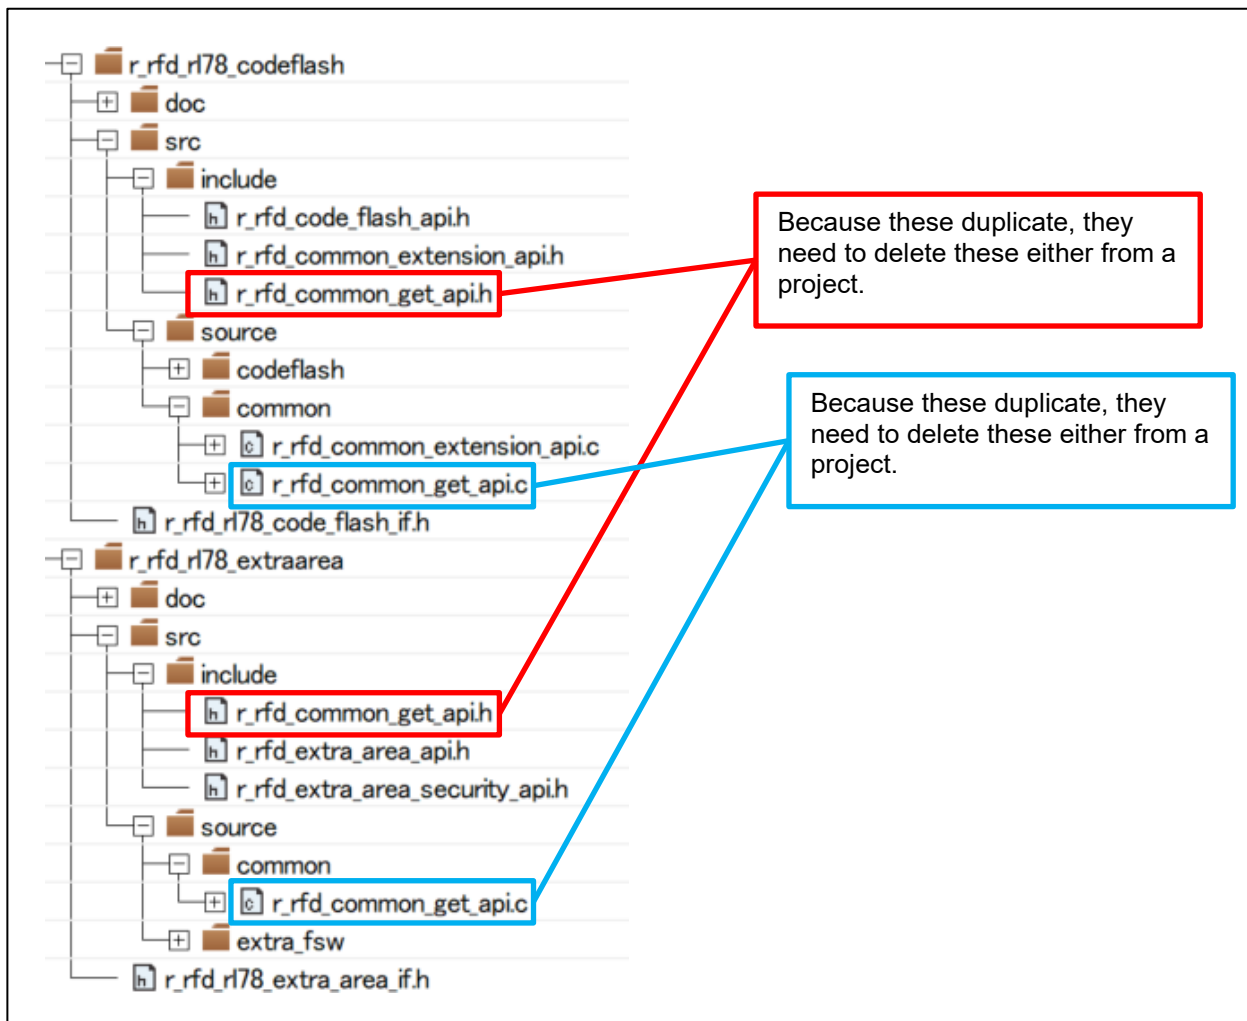 r_rfd_rl78_codeflash
doc
src
include
r_rfd_code_flash_api.h
r_rfd_common_extension_api.h
r_rfd_common_get_api.h
source
codeflash
common
r_rfd_common_extension_api.c
r_rfd_common_get_api.c
r_rfd_rl78_code_flash_if.h
r_rfd_rl78_extraarea
doc
src
include
r_rfd_common_get_api.h
r_rfd_extra_area_api.h
r_rfd_extra_area_security_api.h
source
common
r_rfd_common_get_api.c
extra_fsw
r_rfd_rl78_extra_area_if.h
Because these duplicate, they
need to delete these either from a
project.
Because these duplicate, they
need to delete these either from a
project.